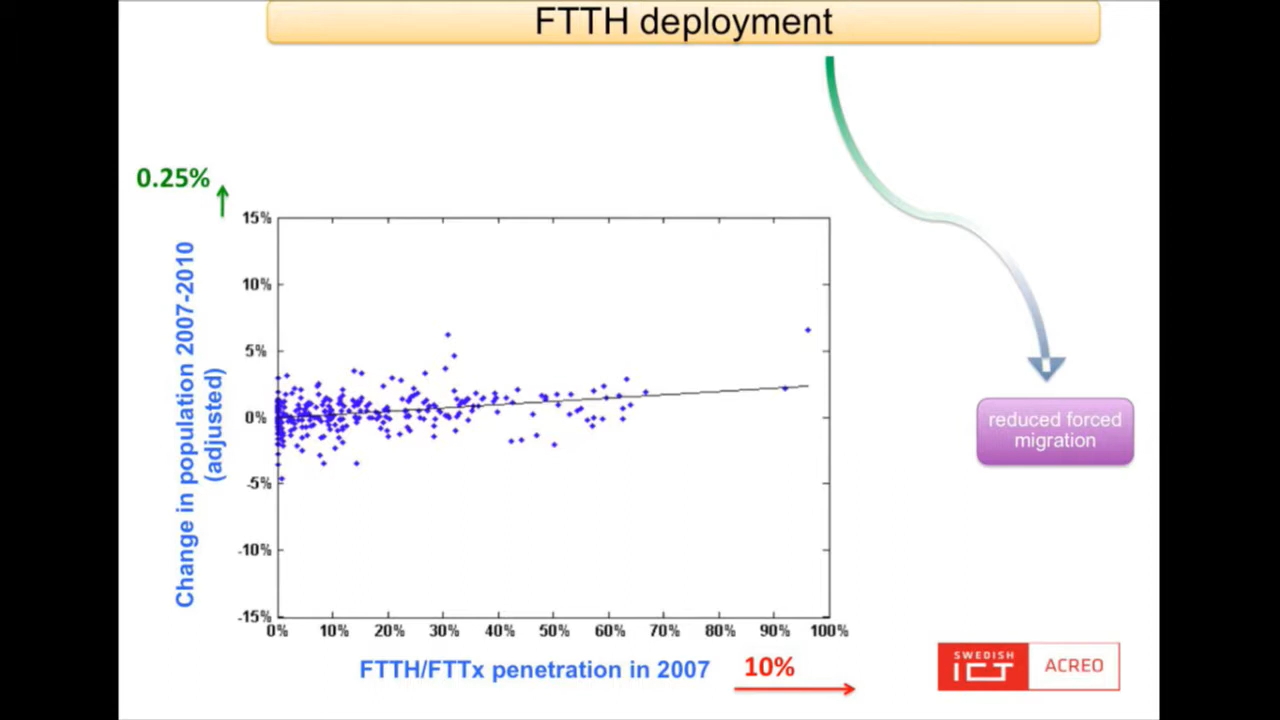 FTTH deployment
0.25%
15%
10%
5%
0%
-5%
-10%
-15%
Change in population 2007-2010
(adjusted)
0% 10% 20% 30% 40% 50% 60% 70% 80% 90% 100%
FTTH/FTTx penetration in 2007
10%
reduced forced
migration
SWEDISH
ICT
ACREO